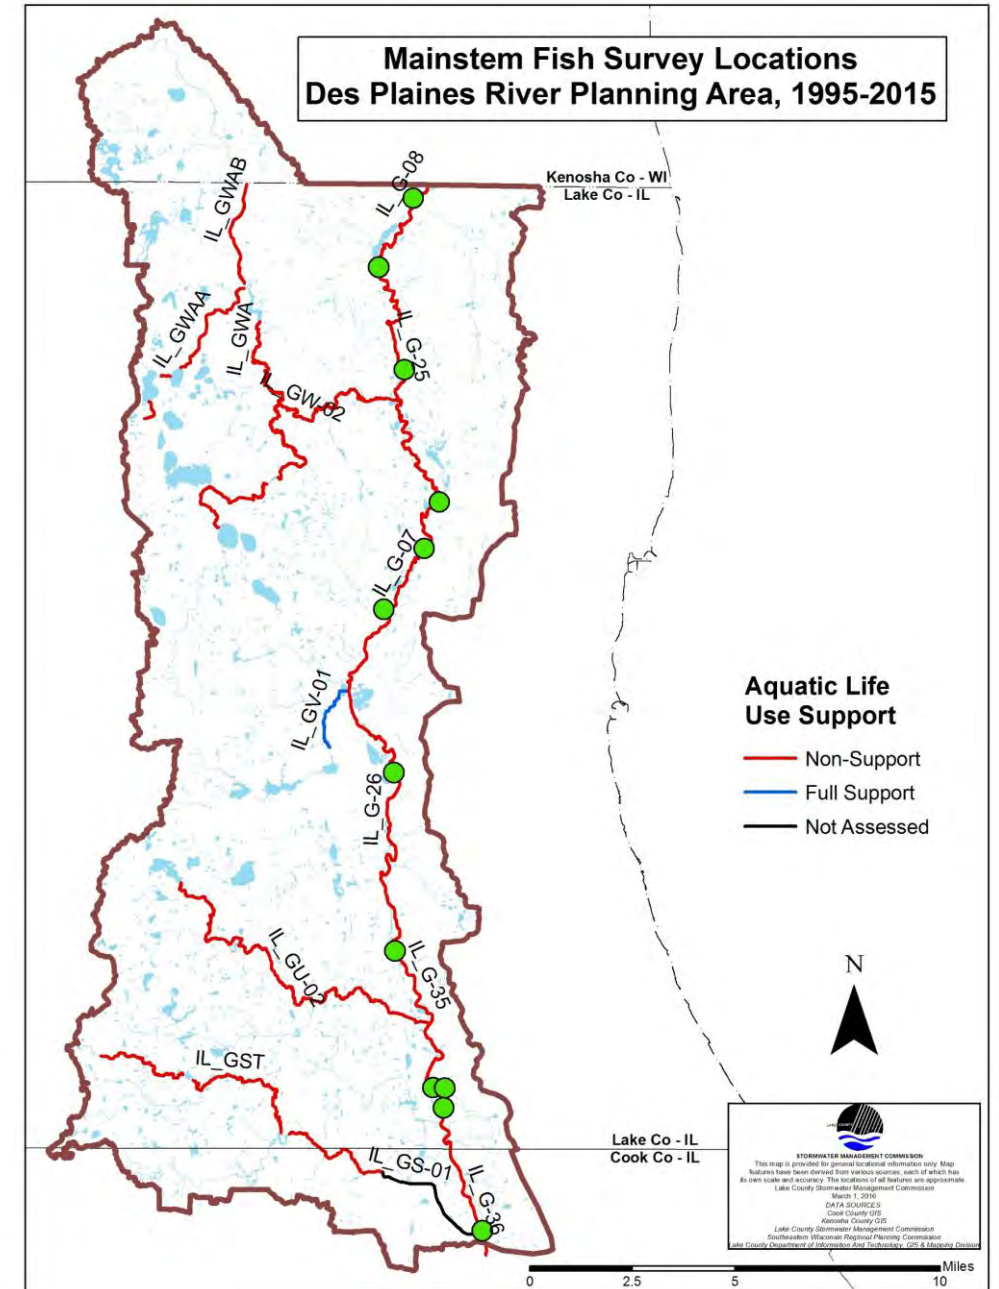 Mainstem Fish Survey Locations
Des Plaines River Planning Area, 1995-2015
Kenosha Co - WI
Lake Co - IL
IL_G-08
IL_GWAB
IL_GWAA
IL_GWA
IL_G-25
IL_GW-02
IL_G-07
IL_GV-01
IL_G-26
Aquatic Life
Use Support
Non-Support
Full Support
Not Assessed
IL_GU-02
IL_G-35
N
IL_GST
Lake Co - IL
Cook Co - IL
IL_GS-01
IL_G-36
LAKE COUNTY
STORMWATER MANAGEMENT COMMISSION
This map is provided for general locational information only. Map
features have been derived from various sources, each of which has
its own scale and accuracy. The locations of all features are approximate.
Lake County Stormwater Management Commission
March 1, 2016
DATA SOURCES
Cook County GIS
Kenosha County GIS
Lake County Stormwater Management Commission
Southeastern Wisconsin Regional Planning Commission
Lake County Department of Information And Technology, GIS & Mapping Division
Miles
0 2.5 5 10